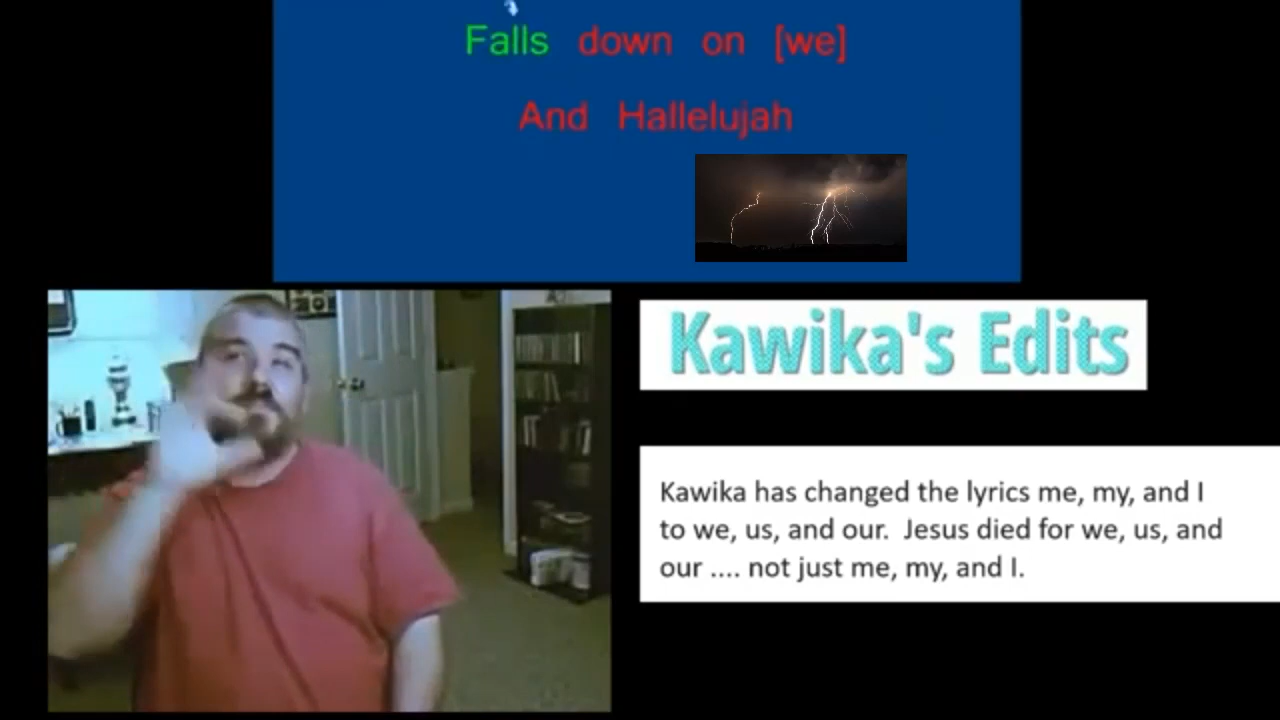 Falls down on [we]
And Hallelujah
Kawika's Edits
Kawika has changed the lyrics me, my, and I
to we, us, and our.  Jesus died for we, us, and
our .... not just me, my, and I.